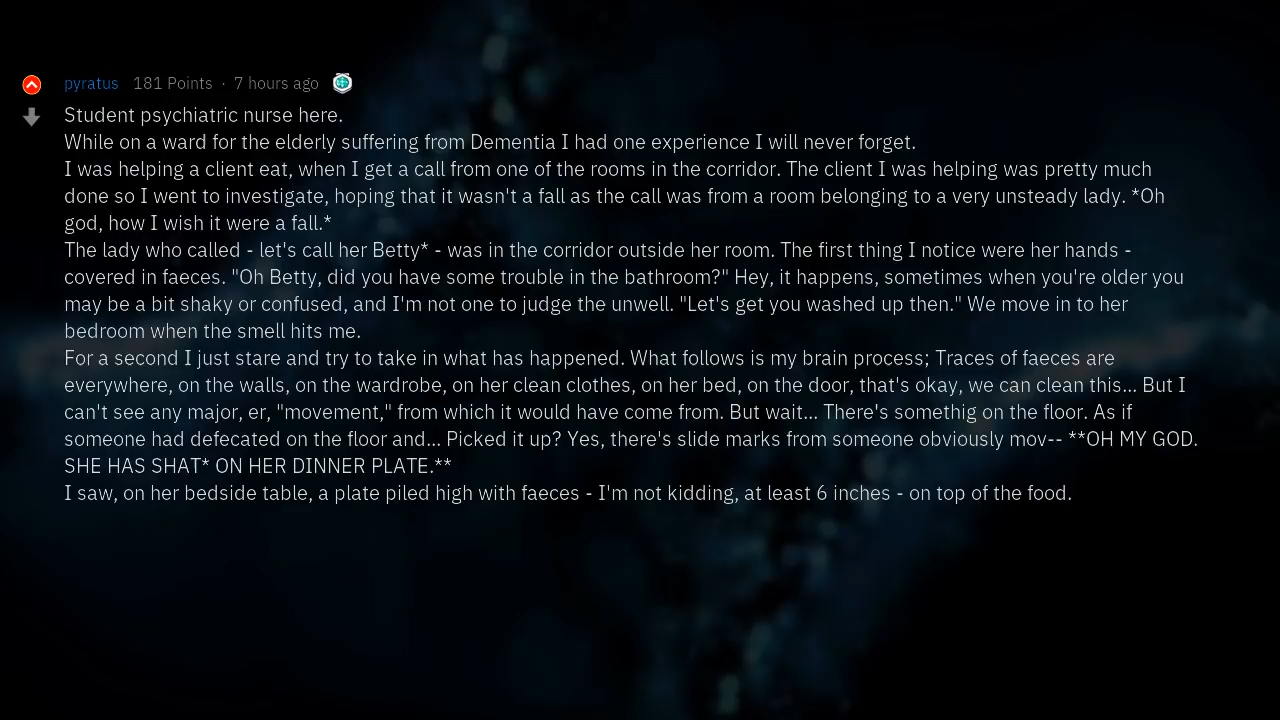 pyratus 181 Points · 7 hours ago
Student psychiatric nurse here.
While on a ward for the elderly suffering from Dementia I had one experience I will never forget.
I was helping a client eat, when I get a call from one of the rooms in the corridor. The client I was helping was pretty much
done so I went to investigate, hoping that it wasn't a fall as the call was from a room belonging to a very unsteady lady. *Oh
god, how I wish it were a fall.*
The lady who called - let's call her Betty* - was in the corridor outside her room. The first thing I notice were her hands -
covered in faeces. "Oh Betty, did you have some trouble in the bathroom?" Hey, it happens, sometimes when you're older you
may be a bit shaky or confused, and I'm not one to judge the unwell. "Let's get you washed up then." We move in to her
bedroom when the smell hits me.
For a second I just stare and try to take in what has happened. What follows is my brain process; Traces of faeces are
everywhere, on the walls, on the wardrobe, on her clean clothes, on her bed, on the door, that's okay, we can clean this... But I
can't see any major, er, "movement," from which it would have come from. But wait... There's somethig on the floor. As if
someone had defecated on the floor and... Picked it up? Yes, there's slide marks from someone obviously mov-- **OH MY GOD.
SHE HAS SHAT* ON HER DINNER PLATE.**
I saw, on her bedside table, a plate piled high with faeces - I'm not kidding, at least 6 inches - on top of the food.